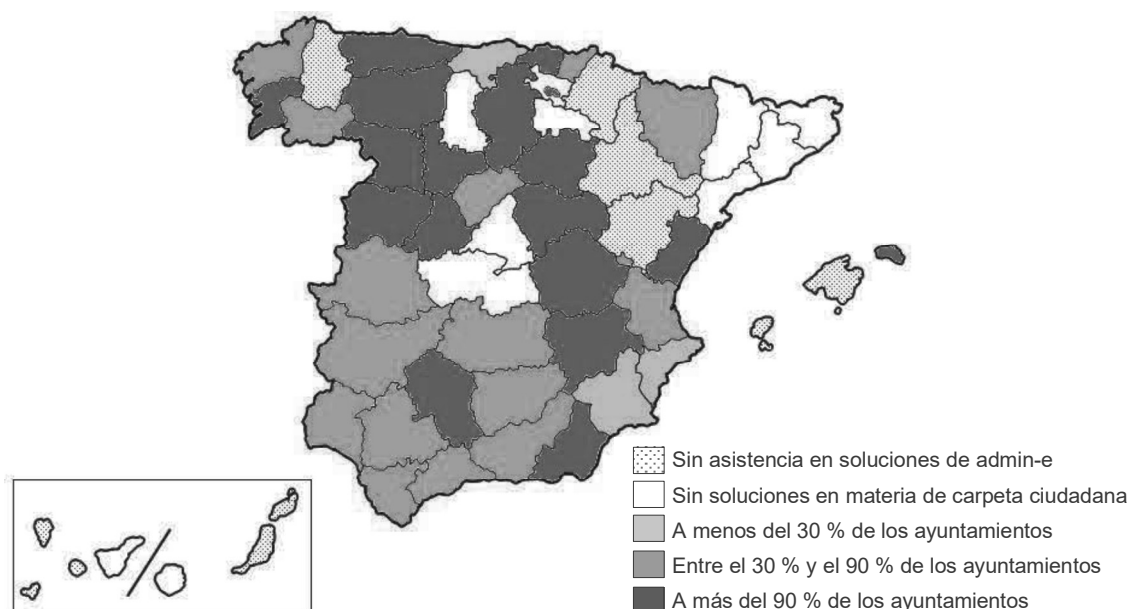 Sin asistencia en soluciones de admin-e
Sin soluciones en materia de carpeta ciudadana
A menos del 30 % de los ayuntamientos
Entre el 30 % y el 90 % de los ayuntamientos
A más del 90 % de los ayuntamientos